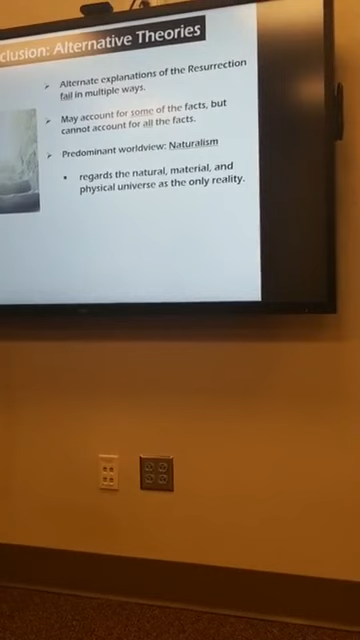 clusion: Alternative Theories
Alternate explanations of the Resurrection
fail in multiple ways.
May account for some of the facts, but
cannot account for all the facts.
Predominant worldview: Naturalism
regards the natural, material, and
physical universe as the only reality.